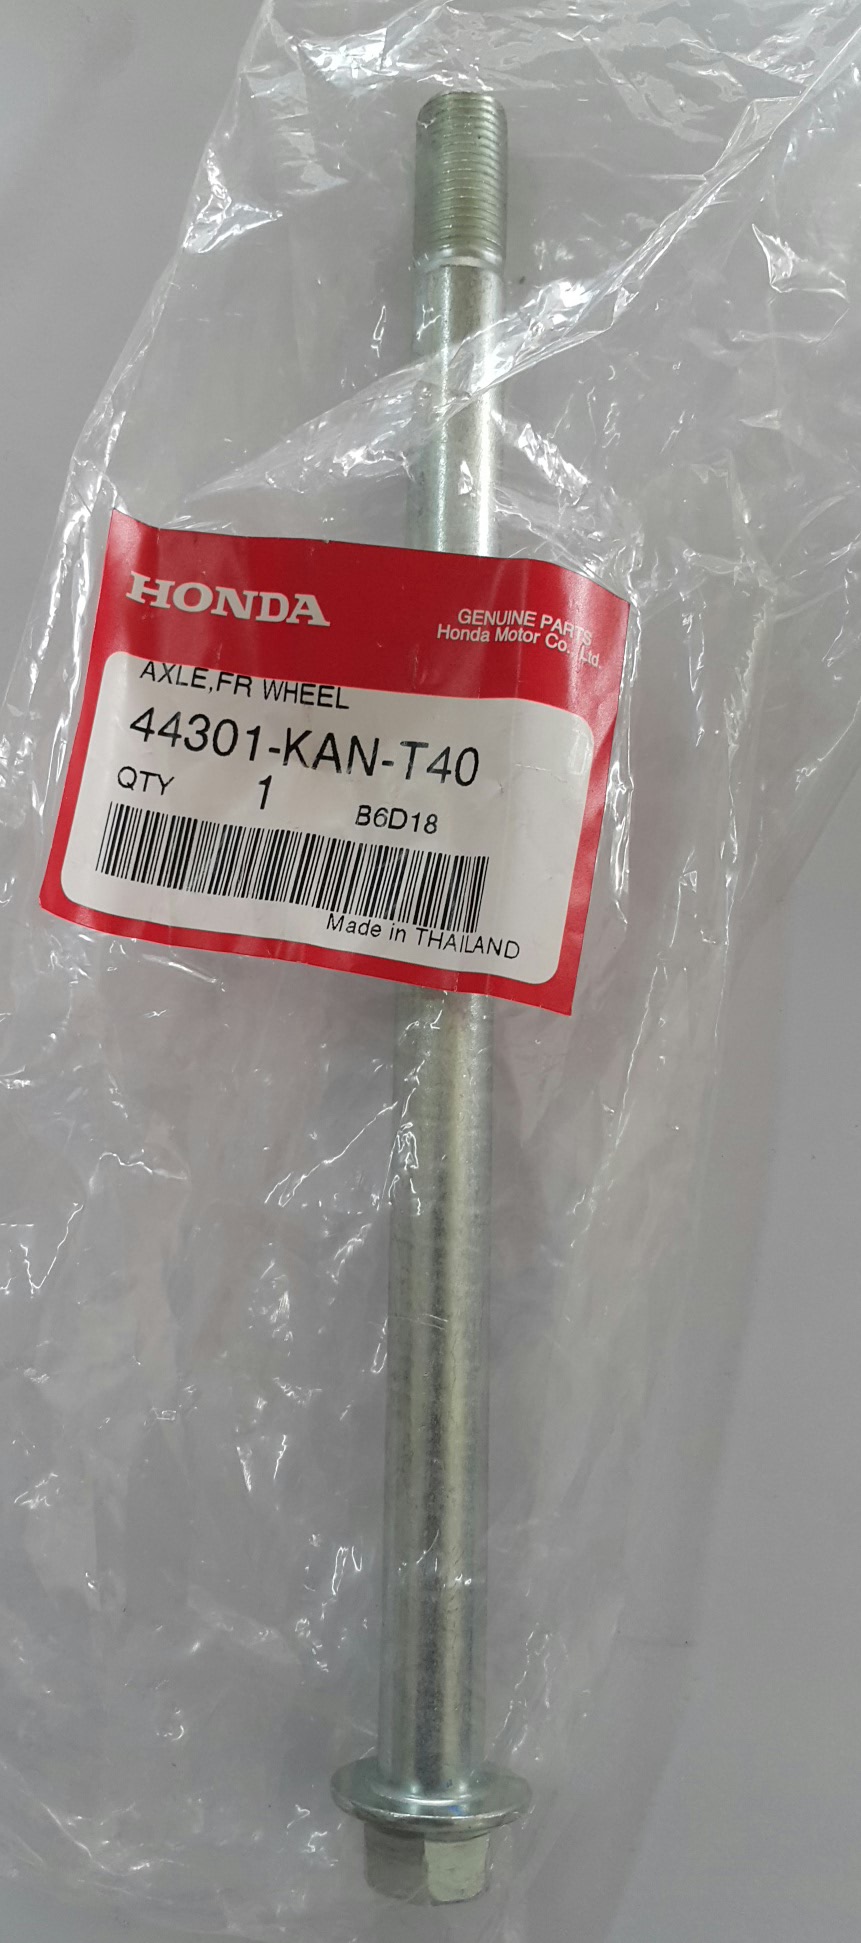 HONDA
GENUINE PARTS
Honda Motor Co., Ltd.
AXLE,FR WHEEL
44301-KAN-T40
QTY 1 B6D18
Made in THAILAND